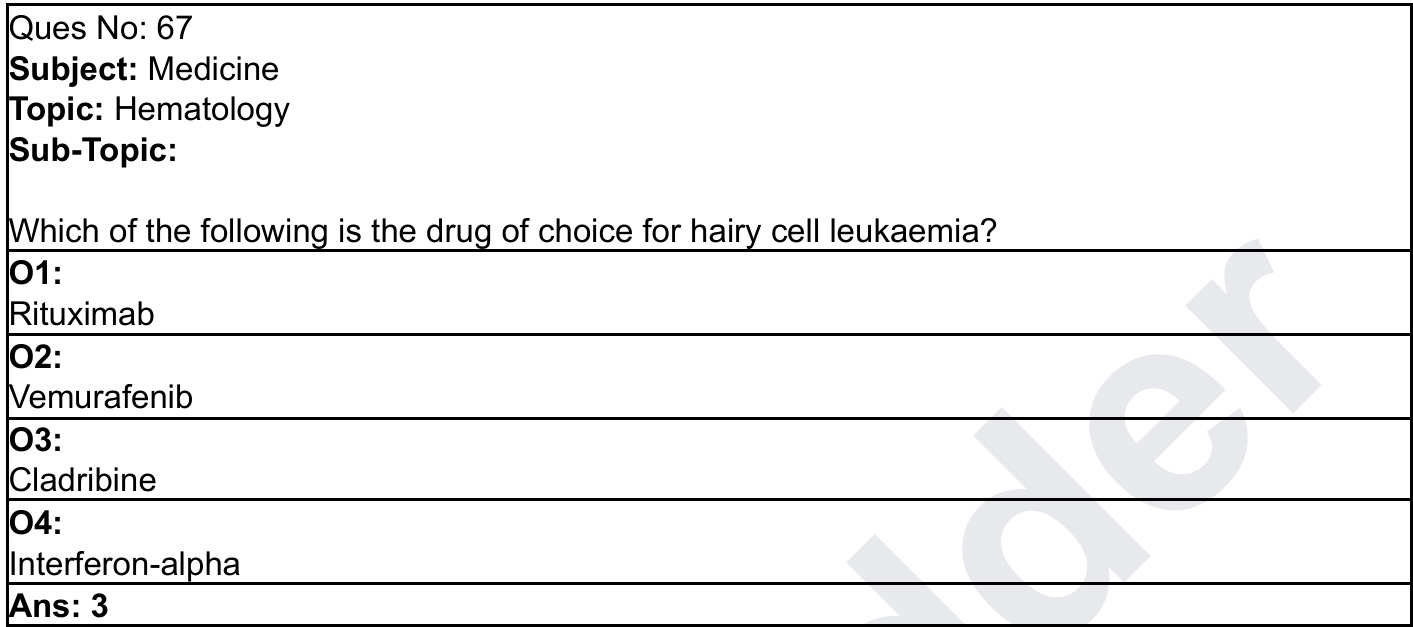 Ques No: 67
Subject: Medicine
Topic: Hematology
Sub-Topic:
Which of the following is the drug of choice for hairy cell leukaemia?
O1:
Rituximab
O2:
Vemurafenib
O3:
Cladribine
O4:
Interferon-alpha
Ans: 3
dder